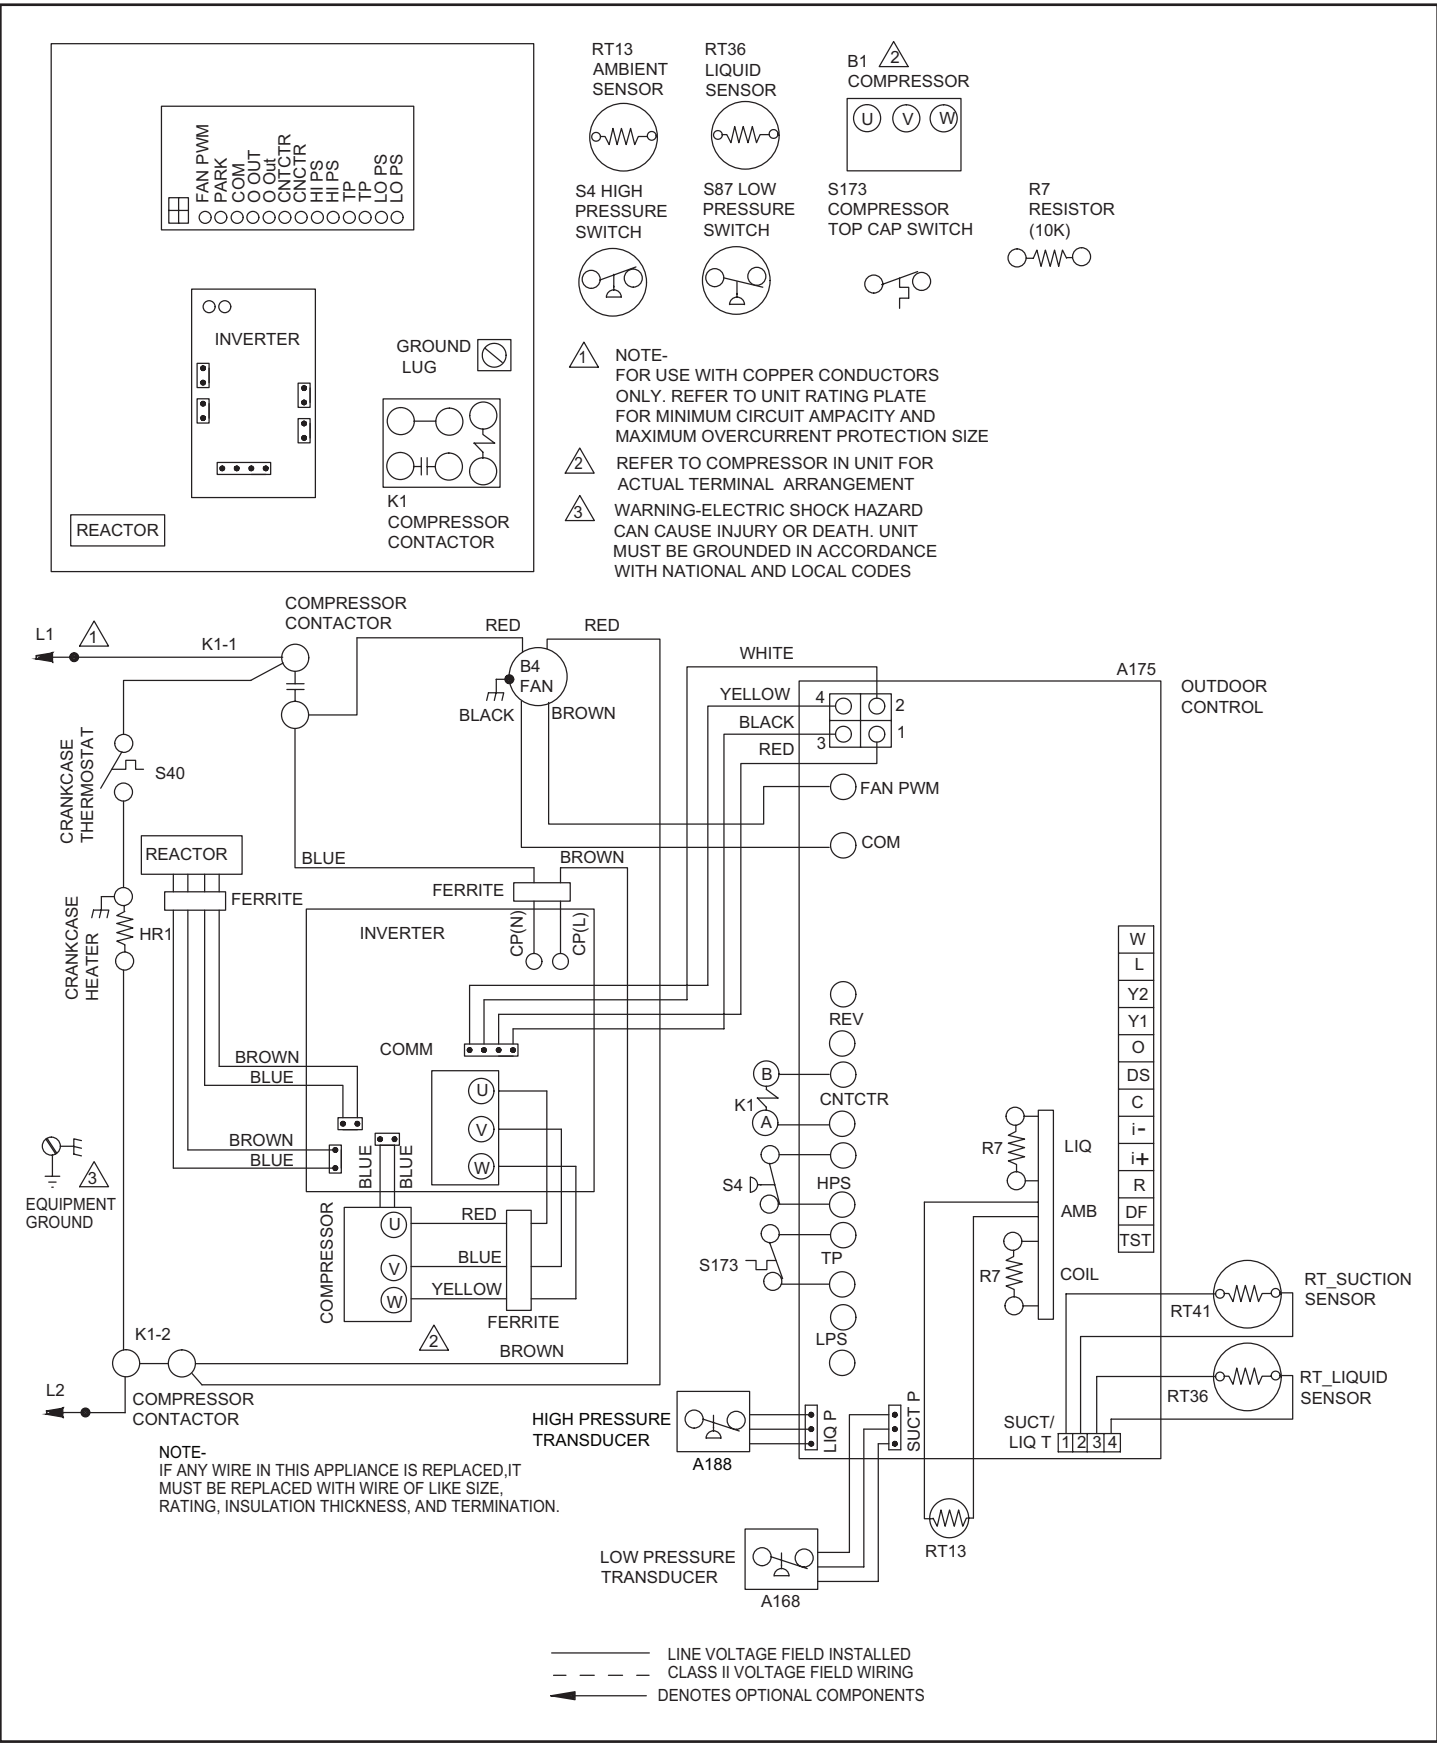 RT13
AMBIENT
SENSOR
RT36
LIQUID
SENSOR
B1 2
COMPRESSOR
U V W
FAN PWM
PARK
COM
O OUT
O Out
CNTCTR
CNCTR
HI PS
HI PS
TP
TP
LO PS
LO PS
S4 HIGH
PRESSURE
SWITCH
S87 LOW
PRESSURE
SWITCH
S173
COMPRESSOR
TOP CAP SWITCH
R7
RESISTOR
(10K)
INVERTER
GROUND
LUG
K1
COMPRESSOR
CONTACTOR
REACTOR
1 NOTE-
FOR USE WITH COPPER CONDUCTORS
ONLY. REFER TO UNIT RATING PLATE
FOR MINIMUM CIRCUIT AMPACITY AND
MAXIMUM OVERCURRENT PROTECTION SIZE
2 REFER TO COMPRESSOR IN UNIT FOR
ACTUAL TERMINAL ARRANGEMENT
3 WARNING-ELECTRIC SHOCK HAZARD
CAN CAUSE INJURY OR DEATH. UNIT
MUST BE GROUNDED IN ACCORDANCE
WITH NATIONAL AND LOCAL CODES
COMPRESSOR
CONTACTOR
L1 1
K1-1
RED
RED
B4
FAN
BLACK
BROWN
WHITE
YELLOW
BLACK
RED
4 2
3 1
A175
OUTDOOR
CONTROL
FAN PWM
COM
CRANKCASE
THERMOSTAT
S40
REACTOR
FERRITE
BLUE
BROWN
FERRITE
CRANKCASE
HEATER
HR1
INVERTER
CP(N)
CP(L)
COMM
U
V
W
BROWN
BLUE
BROWN
BLUE
BLUE
BLUE
3
EQUIPMENT
GROUND
COMPRESSOR
U
V
W
RED
BLUE
YELLOW
FERRITE
2
BROWN
K1-2
L2
COMPRESSOR
CONTACTOR
REV
B
K1
A
CNTCTR
S4
HPS
S173
TP
LPS
W
L
Y2
Y1
O
DS
C
i-
i+
R
DF
TST
R7
LIQ
AMB
R7
COIL
RT41
RT_SUCTION
SENSOR
RT36
RT_LIQUID
SENSOR
SUCT/
LIQ T 1 2 3 4
HIGH PRESSURE
TRANSDUCER
A188
LIQ P
SUCT P
LOW PRESSURE
TRANSDUCER
A168
RT13
NOTE-
IF ANY WIRE IN THIS APPLIANCE IS REPLACED,IT
MUST BE REPLACED WITH WIRE OF LIKE SIZE,
RATING, INSULATION THICKNESS, AND TERMINATION.
LINE VOLTAGE FIELD INSTALLED
CLASS II VOLTAGE FIELD WIRING
DENOTES OPTIONAL COMPONENTS